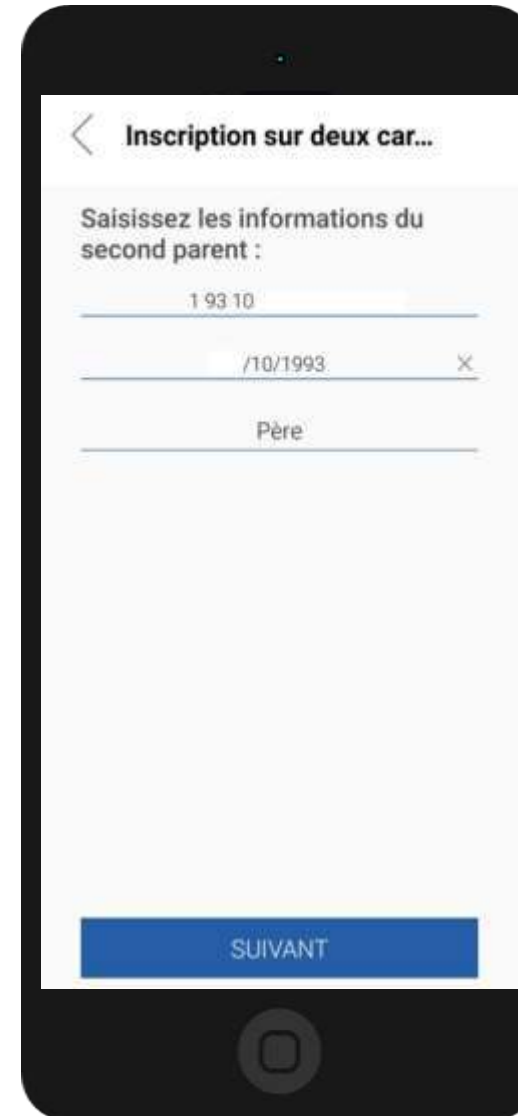 Inscription sur deux car...
Saisissez les informations du
second parent :
1 93 10
/10/1993
Père
SUIVANT